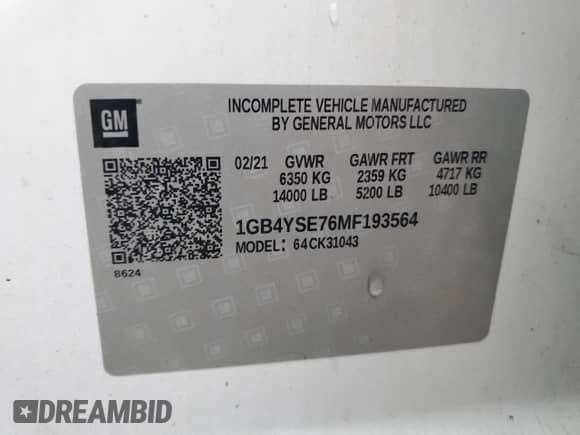 GM
INCOMPLETE VEHICLE MANUFACTURED
BY GENERAL MOTORS LLC
02/21 GVWR GAWR FRT GAWR RR
6350 KG 2359 KG 4717 KG
14000 LB 5200 LB 10400 LB
1GB4YSE76MF193564
MODEL: 64CK31043
8624
#DREAMBID